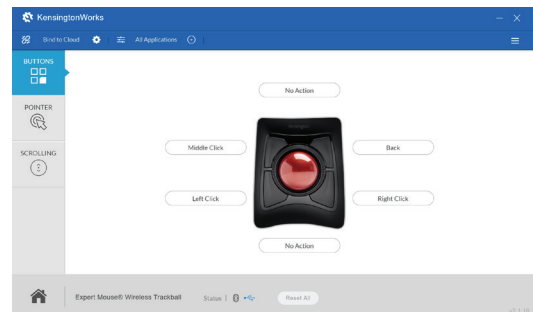 KensingtonWorks
Bind to Cloud
All Applications
BUTTONS
POINTER
SCROLLING
No Action
Middle Click
Back
Left Click
Right Click
No Action
Expert Mouse® Wireless Trackball
Status |
Reset All